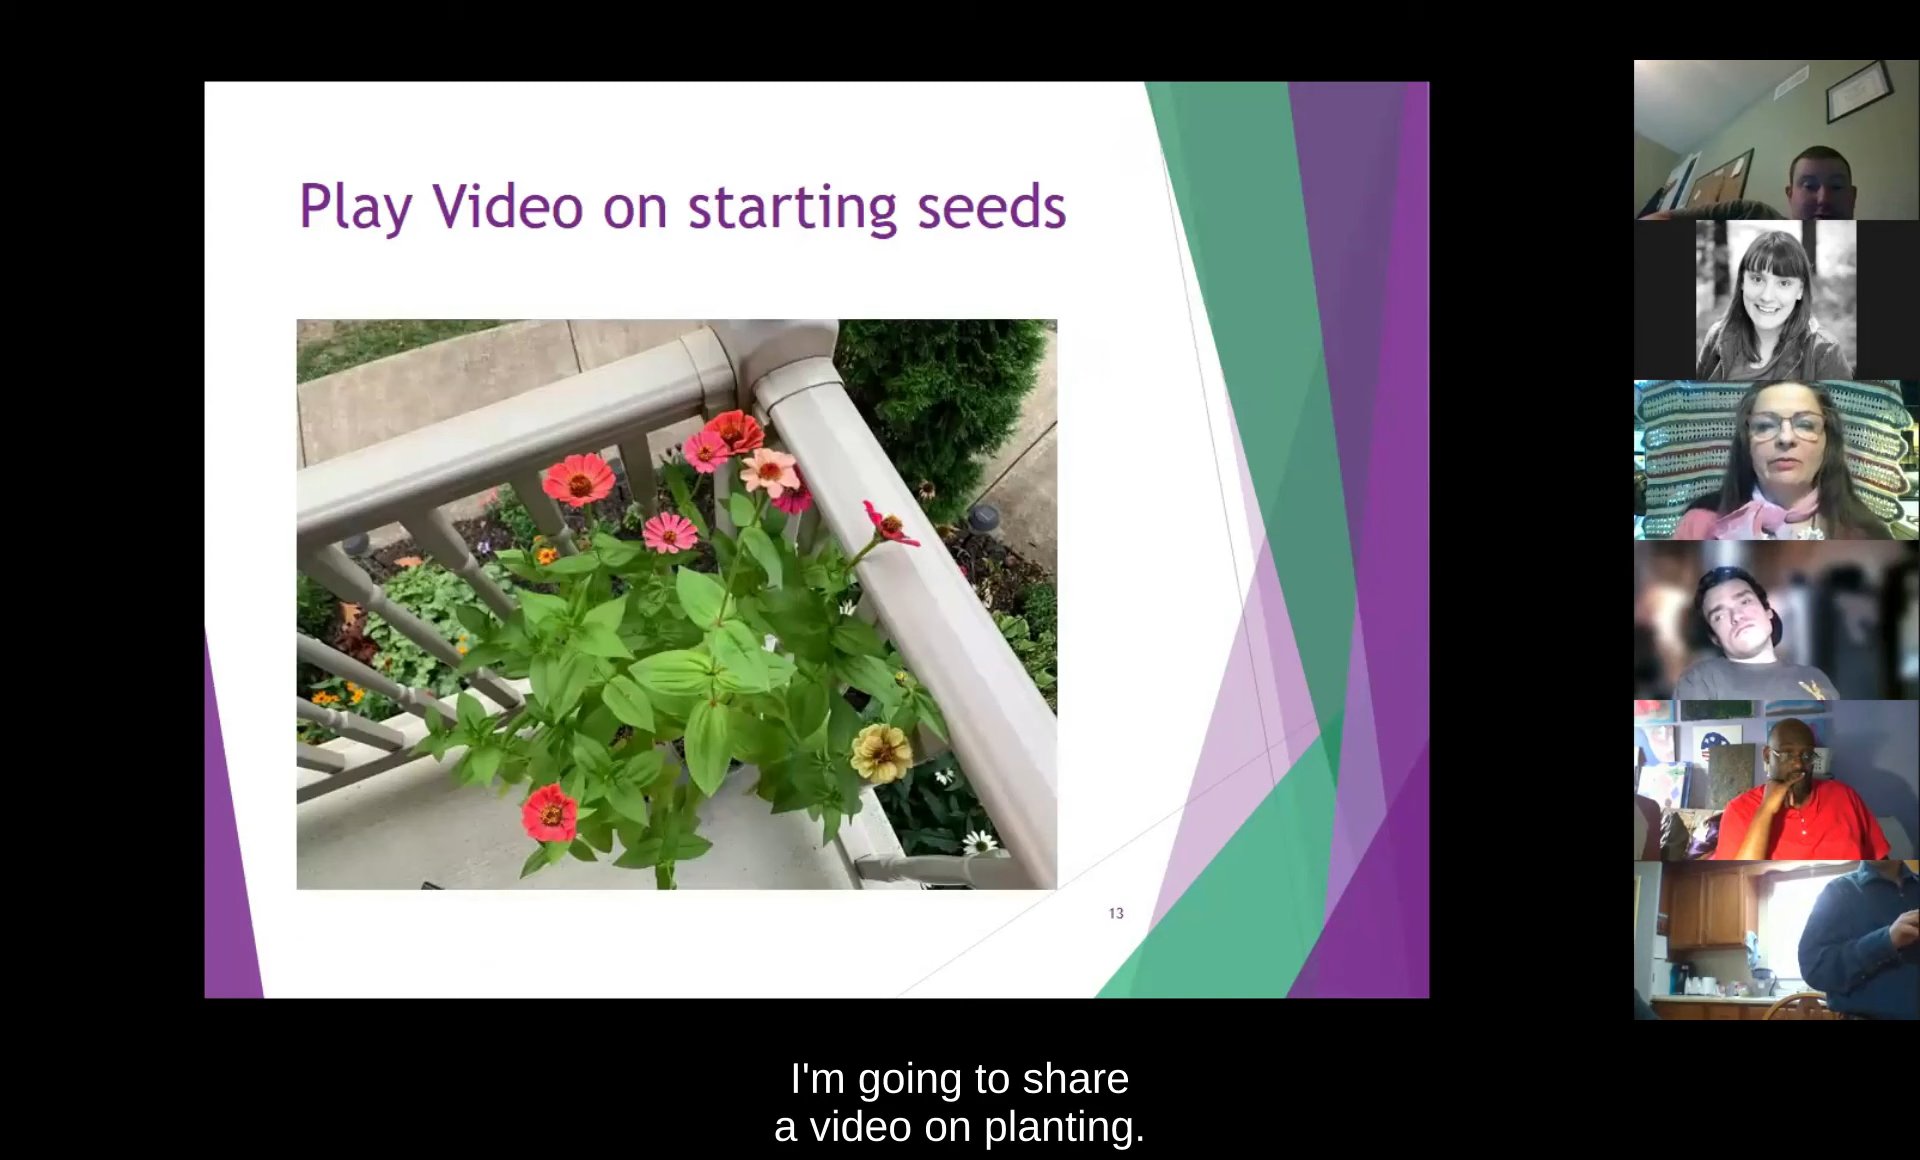 Play Video on starting seeds
13
I'm going to share
a video on planting.